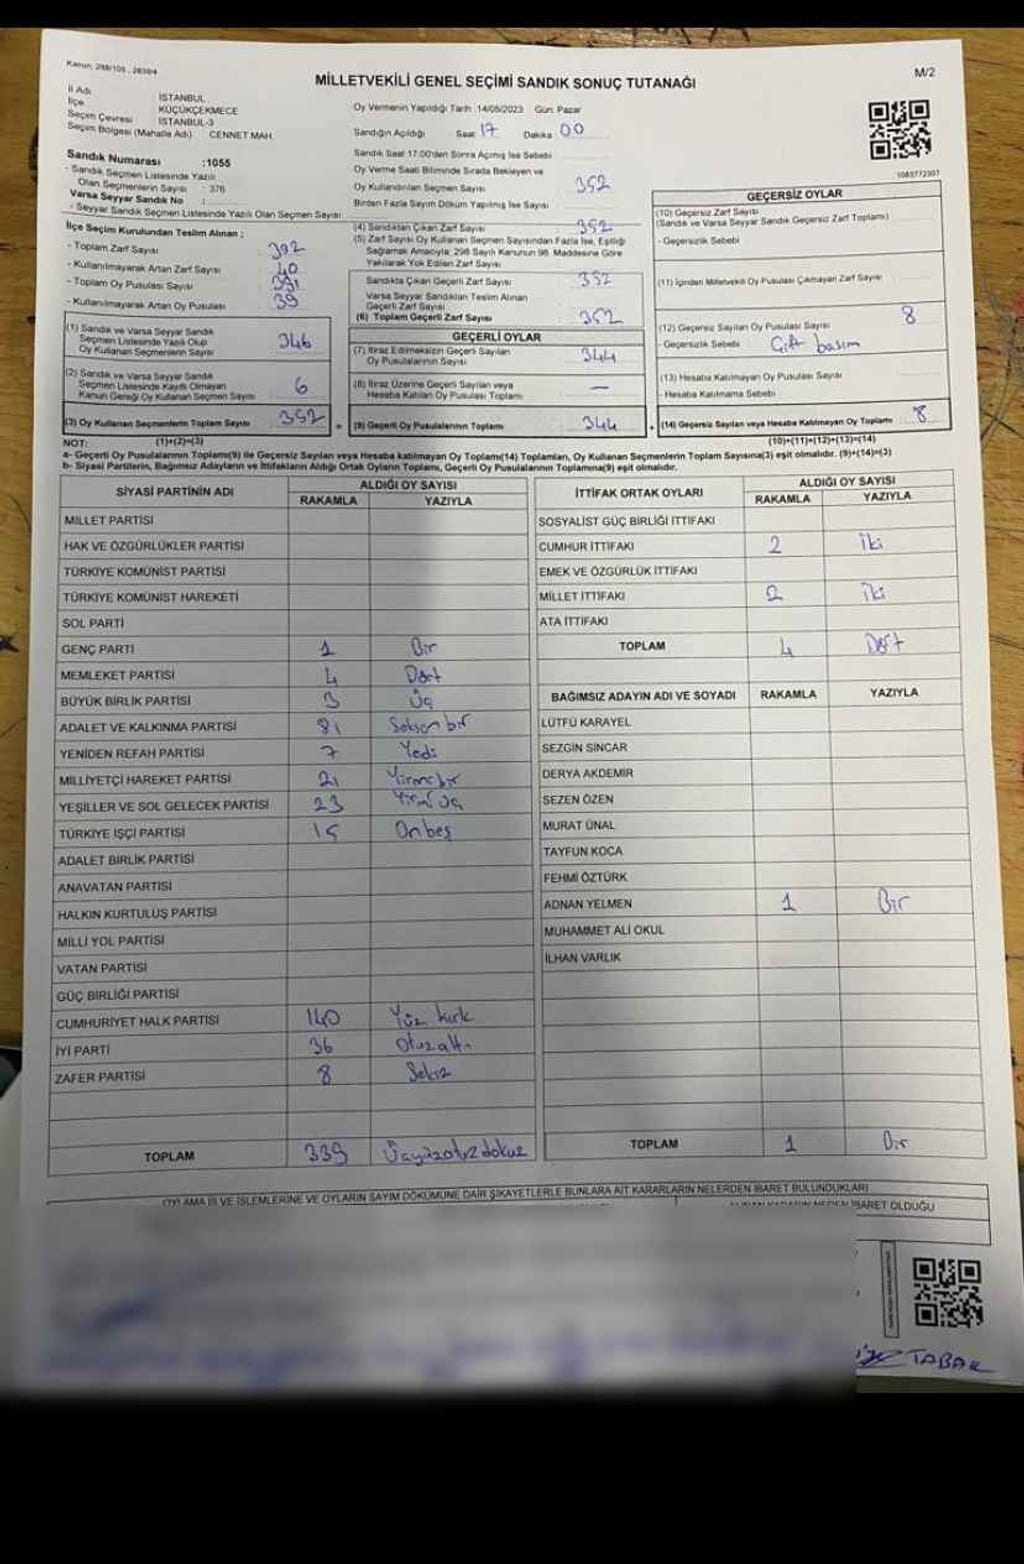 Kanun, 298/105 , 2839/4
M/2
MİLLETVEKİLİ GENEL SEÇİMİ SANDIK SONUÇ TUTANAĞI
İl Adı İSTANBUL
İlçe KÜÇÜKÇEKMECE
Seçim Çevresi İSTANBUL-3
Seçim Bölgesi (Mahalle Adı) CENNET MAH.
Sandık Numarası :1055
- Sandık Seçmen Listesinde Yazılı
Olan Seçmenlerin Sayısı : 376
Varsa Seyyar Sandık No :
- Seyyar Sandık Seçmen Listesinde Yazılı Olan Seçmen Sayısı
İlçe Seçim Kurulundan Teslim Alınan :
- Toplam Zarf Sayısı 392
- Kullanılmayarak Artan Zarf Sayısı 40
- Toplam Oy Pusulası Sayısı 391
- Kullanılmayarak Artan Oy Pusulası 39
(1) Sandık ve Varsa Seyyar Sandık
Seçmen Listesinde Yazılı Olup
Oy Kullanan Seçmenlerin Sayısı 346
(2) Sandık ve Varsa Seyyar Sandık
Seçmen Listesinde Kayıtlı Olmayan
Kanun Gereği Oy Kullanan Seçmen Sayısı 6
(3) Oy Kullanan Seçmenlerin Toplam Sayısı 352
Oy Vermenin Yapıldığı Tarih :14/05/2023 Gün: Pazar
Sandığın Açıldığı Saat 17 Dakika 00
Sandık Saat 17:00'den Sonra Açılmış İse Sebebi
Oy Verme Saati Bitiminde Sırada Bekleyen ve
Oy Kullandırılan Seçmen Sayısı 352
Birden Fazla Sayım Döküm Yapılmış İse Sayısı
(4) Sandıktan Çıkan Zarf Sayısı 352
(5) Zarf Sayısı Oy Kullanan Seçmen Sayısından Fazla İse, Eşitliği
Sağlamak Amacıyla, 298 Sayılı Kanunun 98. Maddesine Göre
Yakılarak Yok Edilen Zarf Sayısı
Sandıkta Çıkan Geçerli Zarf Sayısı 352
Varsa Seyyar Sandıktan Teslim Alınan
Geçerli Zarf Sayısı
(6) Toplam Geçerli Zarf Sayısı 352
GEÇERLİ OYLAR
(7) İtiraz Edilmeksizin Geçerli Sayılan
Oy Pusulalarının Sayısı 344
(8) İtiraz Üzerine Geçerli Sayılan veya
Hesaba Katılan Oy Pusulası Toplamı —
(9) Geçerli Oy Pusulalarının Toplamı 344
GEÇERSİZ OYLAR
(10) Geçersiz Zarf Sayısı
(Sandık ve Varsa Seyyar Sandık Geçersiz Zarf Toplamı)
- Geçersizlik Sebebi
(11) İçinden Milletvekili Oy Pusulası Çıkmayan Zarf Sayısı
(12) Geçersiz Sayılan Oy Pusulası Sayısı 8
- Geçersizlik Sebebi Çift basım
(13) Hesaba Katılmayan Oy Pusulası Sayısı
- Hesaba Katılmama Sebebi
(14) Geçersiz Sayılan veya Hesaba Katılmayan Oy Toplamı 8
NOT: (1)+(2)=(3) (10)+(11)+(12)+(13)=(14)
a- Geçerli Oy Pusulalarının Toplamı(9) ile Geçersiz Sayılan veya Hesaba katılmayan Oy Toplamı(14) Toplamları, Oy Kullanan Seçmenlerin Toplam Sayısına(3) eşit olmalıdır. (9)+(14)=(3)
b- Siyasi Partilerin, Bağımsız Adayların ve İttifakların Aldığı Ortak Oyların Toplamı, Geçerli Oy Pusulalarının Toplamına(9) eşit olmalıdır.
SİYASİ PARTİNİN ADI ALDIĞI OY SAYISI
RAKAMLA YAZIYLA
MİLLET PARTİSİ
HAK VE ÖZGÜRLÜKLER PARTİSİ
TÜRKİYE KOMÜNİST PARTİSİ
TÜRKİYE KOMÜNİST HAREKETİ
SOL PARTİ
GENÇ PARTİ 1 Bir
MEMLEKET PARTİSİ 4 Dört
BÜYÜK BİRLİK PARTİSİ 3 Üç
ADALET VE KALKINMA PARTİSİ 81 Seksen bir
YENİDEN REFAH PARTİSİ 7 Yedi
MİLLİYETÇİ HAREKET PARTİSİ 21 Yirmi bir
YEŞİLLER VE SOL GELECEK PARTİSİ 23 Yirmi üç
TÜRKİYE İŞÇİ PARTİSİ 15 On beş
ADALET BİRLİK PARTİSİ
ANAVATAN PARTİSİ
HALKIN KURTULUŞ PARTİSİ
MİLLİ YOL PARTİSİ
VATAN PARTİSİ
GÜÇ BİRLİĞİ PARTİSİ
CUMHURİYET HALK PARTİSİ 140 Yüz kırk
İYİ PARTİ 36 Otuz altı
ZAFER PARTİSİ 8 Sekiz
TOPLAM 339 Üçyüzotuzdokuz
İTTİFAK ORTAK OYLARI ALDIĞI OY SAYISI
RAKAMLA YAZIYLA
SOSYALİST GÜÇ BİRLİĞİ İTTİFAKI
CUMHUR İTTİFAKI 2 İki
EMEK VE ÖZGÜRLÜK İTTİFAKI
MİLLET İTTİFAKI 2 İki
ATA İTTİFAKI
TOPLAM 4 Dört
BAĞIMSIZ ADAYIN ADI VE SOYADI RAKAMLA YAZIYLA
LÜTFÜ KARAYEL
SEZGİN SİNCAR
DERYA AKDEMİR
SEZEN ÖZEN
MURAT ÜNAL
TAYFUN KOCA
FEHMİ ÖZTÜRK
ADNAN YELMEN 1 Bir
MUHAMMET ALİ OKUL
İLHAN VARLIK
TOPLAM 1 Bir
OYLAMA İŞ VE İŞLEMLERİNE VE OYLARIN SAYIM DÖKÜMÜNE DAİR ŞİKAYETLERLE BUNLARA AİT KARARLARIN NELERDEN İBARET BULUNDUKLARI
İBARET OLDUĞU
TABAK